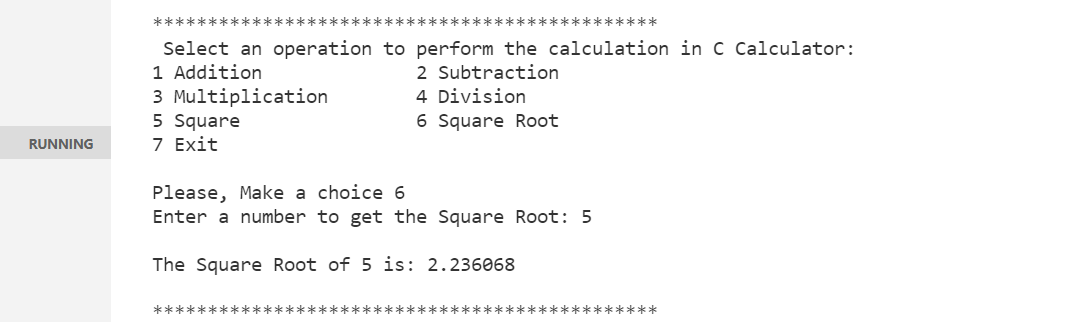 **********************************************
Select an operation to perform the calculation in C Calculator:
1 Addition 2 Subtraction
3 Multiplication 4 Division
5 Square 6 Square Root
RUNNING
7 Exit
Please, Make a choice 6
Enter a number to get the Square Root: 5
The Square Root of 5 is: 2.236068
**********************************************